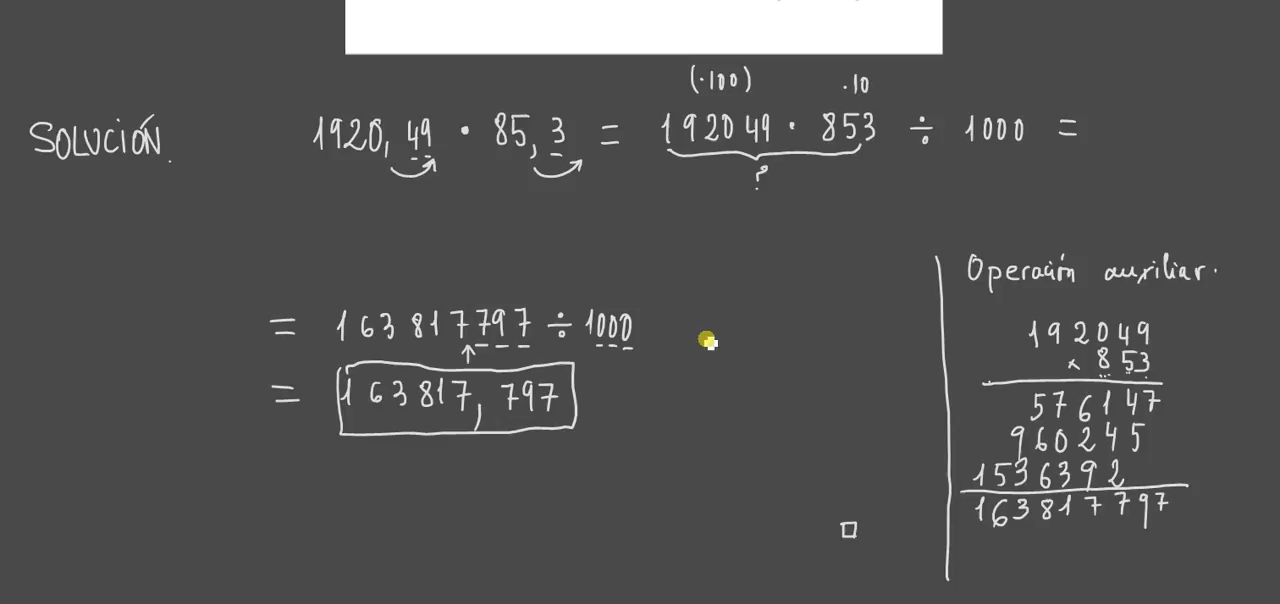 (·100) ·10
SOLUCIÓN. 1920,49 · 85,3 = 192049 · 853 ÷ 1000 =
?
Operación auxiliar.
= 163817797 ÷ 1000
= 163817,797
192049
x 853
576147
960245
1536392
163817797